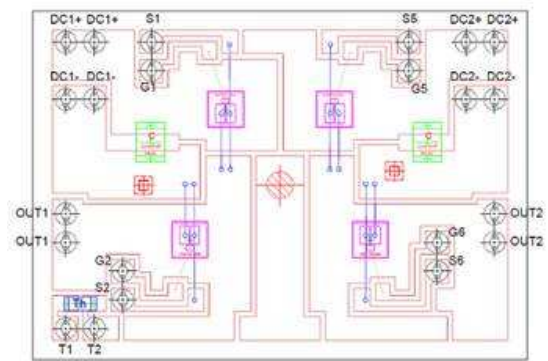 DC1+ DC1+ S1 S5 DC2+ DC2+
DC1- DC1- G1 G5 DC2- DC2-
OUT1 OUT2
OUT1 G2 G6 OUT2
S2 S6
Th
T1 T2